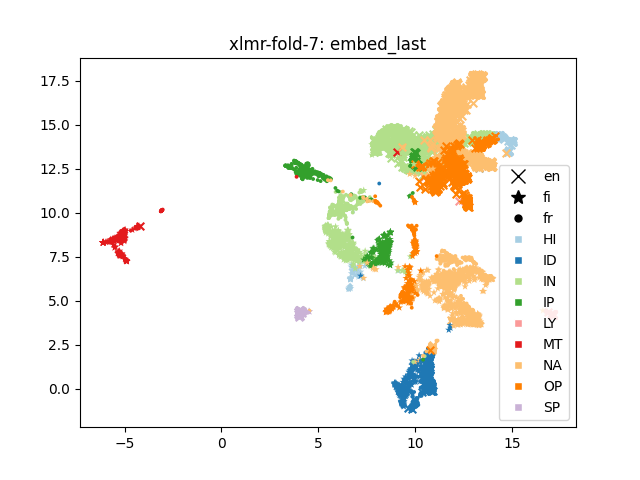 xlmr-fold-7: embed_last
17.5
15.0
12.5
10.0
7.5
5.0
2.5
0.0
−5
0
5
10
15
en
fi
fr
HI
ID
IN
IP
LY
MT
NA
OP
SP